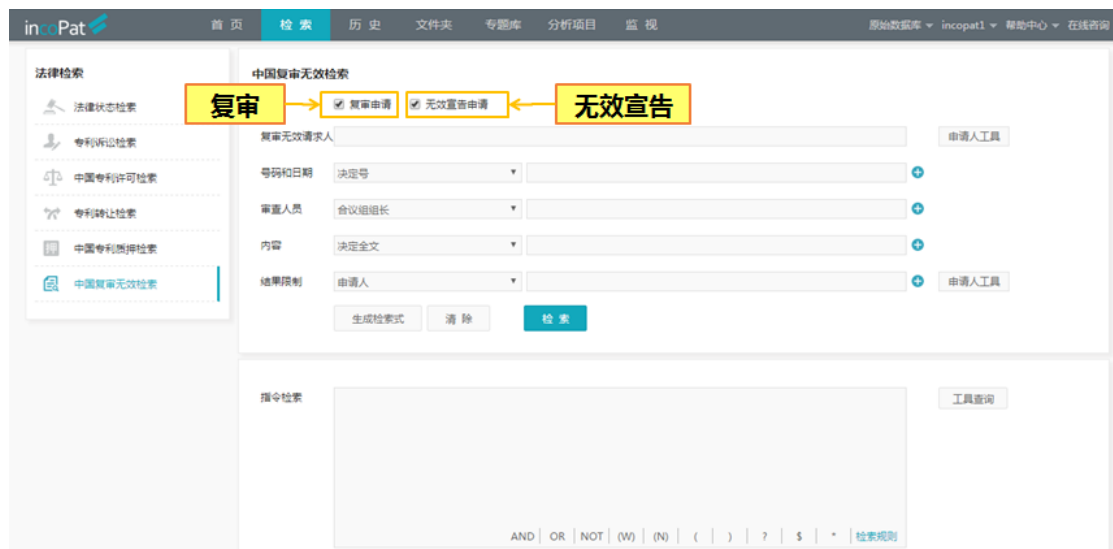 incoPat 首页 检索 历史 文件夹 专题库 分析项目 监视 原始数据库 incopat1 帮助中心 在线咨询
法律检索
法律状态检索
专利诉讼检索
中国专利许可检索
专利转让检索
押 中国专利质押检索
中国复审无效检索
中国复审无效检索
复审 复审申请 无效宣告申请 无效宣告
复审无效请求人 申请人工具
号码和日期 决定号
审查人员 合议组组长
内容 决定全文
结果限制 申请人 申请人工具
生成检索式 清除 检索
指令检索 工具查询
AND OR NOT (W) (N) ( ) ? $ * 检索规则